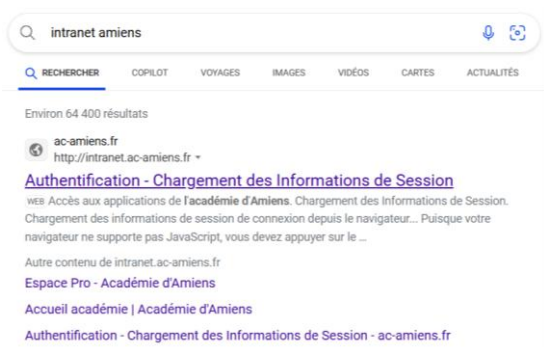 intranet amiens
RECHERCHER COPILOT VOYAGES IMAGES VIDÉOS CARTES ACTUALITÉS
Environ 64 400 résultats
ac-amiens.fr
http://intranet.ac-amiens.fr
Authentification - Chargement des Informations de Session
WEB Accès aux applications de l'académie d'Amiens. Chargement des Informations de Session.
Chargement des informations de session de connexion depuis le navigateur... Puisque votre
navigateur ne supporte pas JavaScript, vous devez appuyer sur le ...
Autre contenu de intranet.ac-amiens.fr
Espace Pro - Académie d'Amiens
Accueil académie | Académie d'Amiens
Authentification - Chargement des Informations de Session - ac-amiens.fr